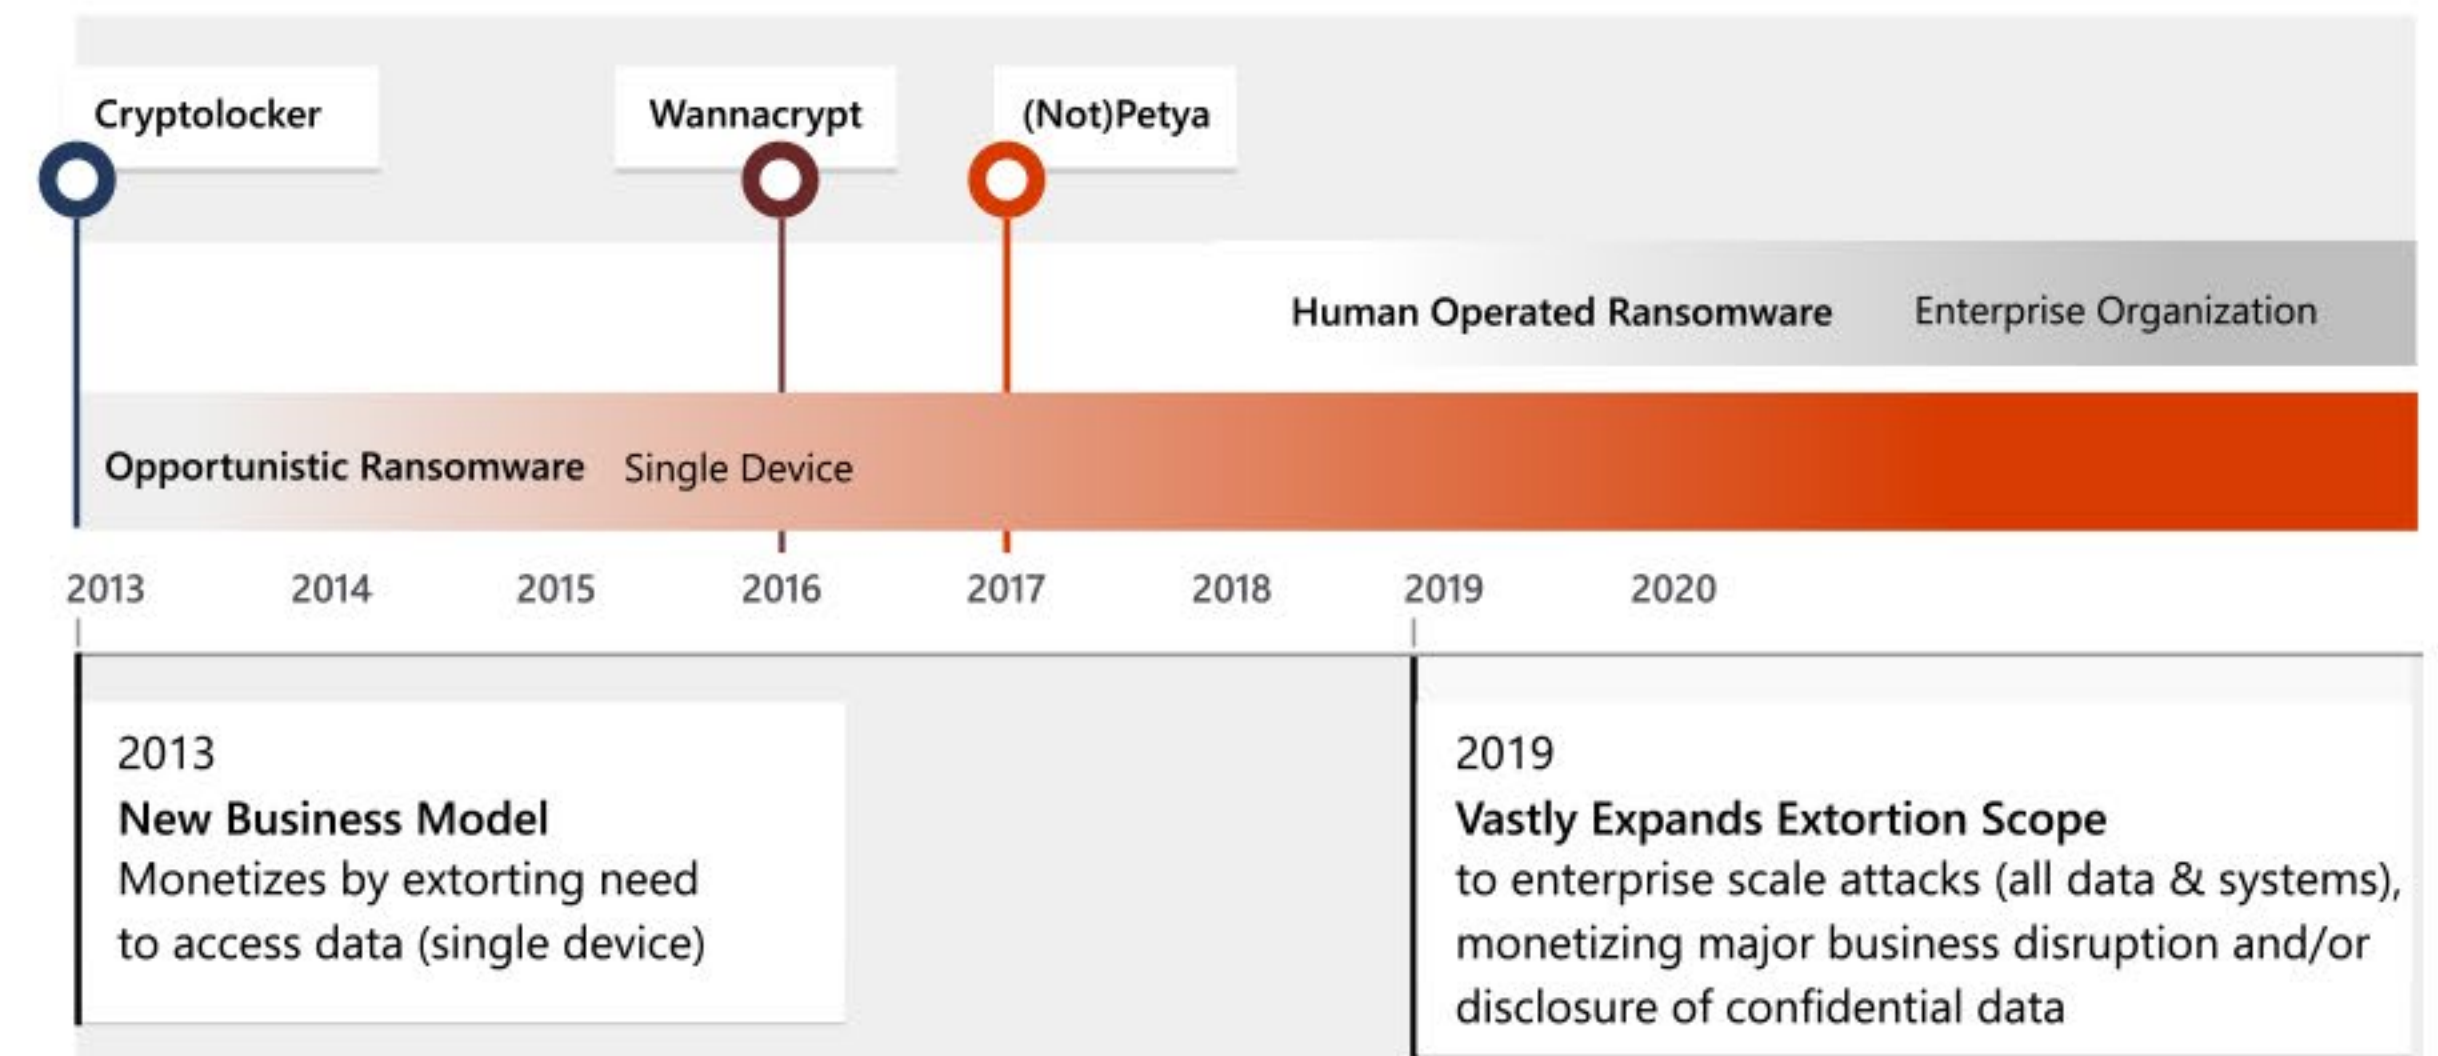 Cryptolocker
Wannacrypt
(Not)Petya
Human Operated Ransomware
Enterprise Organization
Opportunistic Ransomware
Single Device
2013
2014
2015
2016
2017
2018
2019
2020
2013
New Business Model
Monetizes by extorting need
to access data (single device)
2019
Vastly Expands Extortion Scope
to enterprise scale attacks (all data & systems),
monetizing major business disruption and/or
disclosure of confidential data